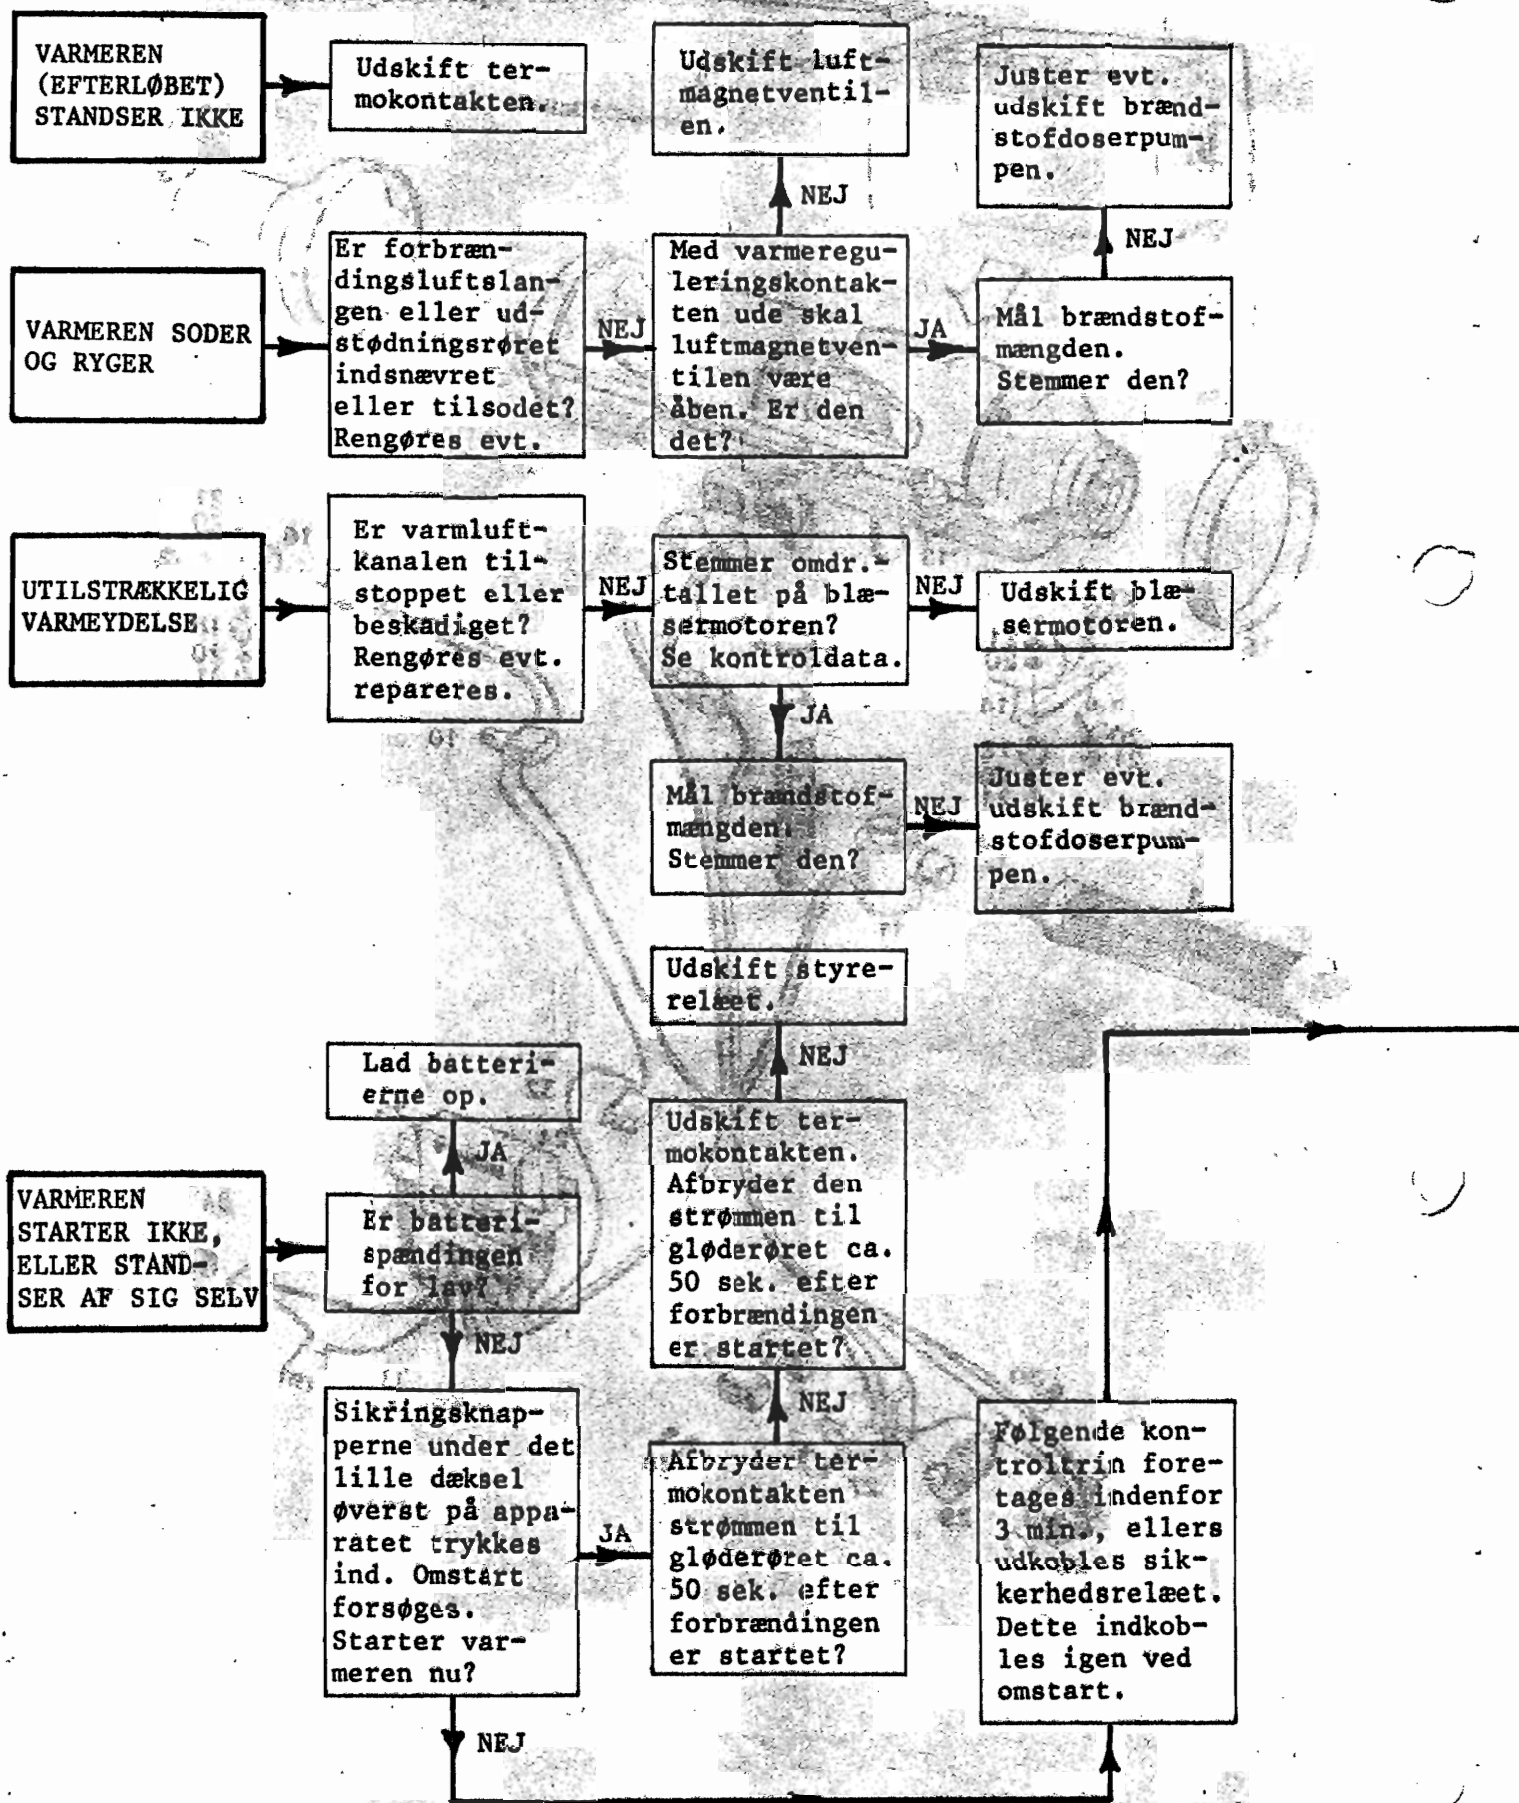 VARMEREN
(EFTERLØBET)
STANDSER IKKE
Udskift ter-
mokontakten.
Udskift luft-
magnetventil-
en.
Juster evt.
udskift brænd-
stofdoserpum-
pen.
NEJ
NEJ
VARMEREN SODER
OG RYGER
Er forbræn-
dingsluftslan-
gen eller ud-
stødningsrøret
indsnævret
eller tilsodet?
Rengøres evt.
NEJ
Med varmeregu-
leringskontak-
ten ude skal
luftmagnetven-
tilen være
åben. Er den
det?
JA
Mål brændstof-
mængden.
Stemmer den?
UTILSTRÆKKELIG
VARMEYDELSE
Er varmluft-
kanalen til-
stoppet eller
beskadiget?
Rengøres evt.
repareres.
NEJ
Stemmer omdr.-
tallet på blæ-
sermotoren?
Se kontroldata.
NEJ
Udskift blæ-
sermotoren.
JA
Mål brændstof-
mængden.
Stemmer den?
NEJ
Juster evt.
udskift brænd-
stofdoserpum-
pen.
Udskift styre-
relæet.
NEJ
Lad batteri-
erne op.
JA
VARMEREN
STARTER IKKE,
ELLER STAND-
SER AF SIG SELV
Er batteri-
spændingen
for lav?
NEJ
Udskift ter-
mokontakten.
Afbryder den
strømmen til
gløderøret ca.
50 sek. efter
forbrændingen
er startet?
NEJ
Sikringsknap-
perne under det
lille dæksel
øverst på appa-
ratet trykkes
ind. Omstart
forsøges.
Starter var-
meren nu?
JA
Afbryder ter-
mokontakten
strømmen til
gløderøret ca.
50 sek. efter
forbrændingen
er startet?
Følgende kon-
troltrin fore-
tages indenfor
3 min., ellers
udkobles sik-
kerhedsrelæet.
Dette indkob-
les igen ved
omstart.
NEJ